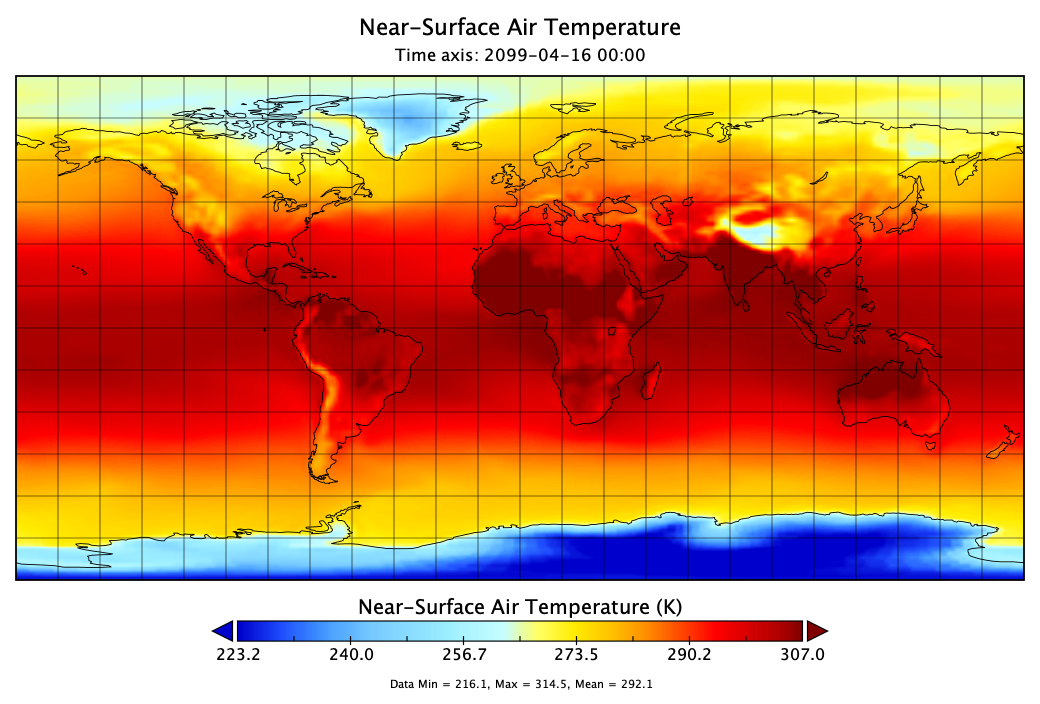 Near-Surface Air Temperature
Time axis: 2099-04-16 00:00
Near-Surface Air Temperature (K)
223.2 240.0 256.7 273.5 290.2 307.0
Data Min = 216.1, Max = 314.5, Mean = 292.1